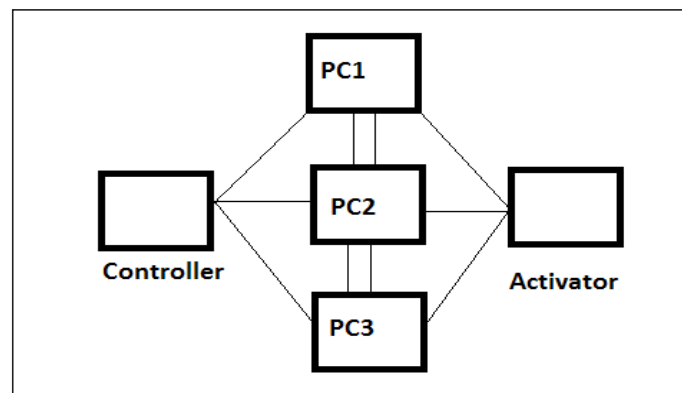 PC1
PC2
Controller
Activator
PC3